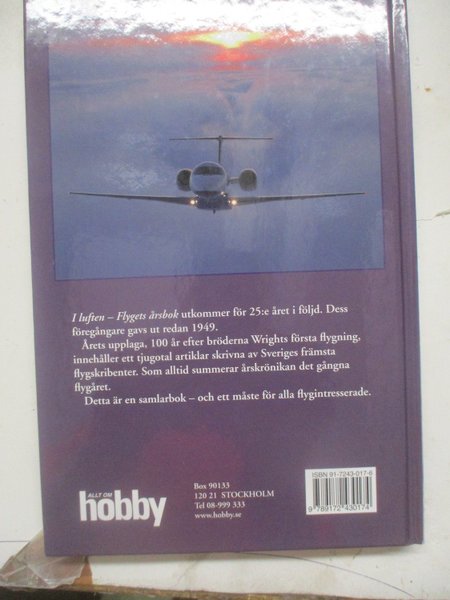 I luften – Flygets årsbok utkommer för 25:e året i följd. Dess
föregångare gavs ut redan 1949.
Årets upplaga, 100 år efter bröderna Wrights första flygning,
innehåller ett tjugotal artiklar skrivna av Sveriges främsta
flygskribenter. Som alltid summerar årskrönikan det gångna
flygåret.
Detta är en samlarbok – och ett måste för alla flygintresserade.
ALLT OM
hobby
Box 90133
120 21 STOCKHOLM
Tel 08-999 333
www.hobby.se
ISBN 91-7243-017-6
9 789172 430174